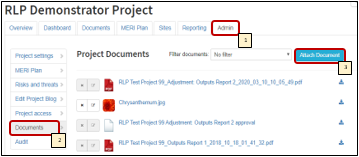 RLP Demonstrator Project
Overview Dashboard Documents MERI Plan Sites Reporting Admin
1
Project settings
MERI Plan
Risks and threats
Edit Project Blog
Project access
Documents
2
Audit
Project Documents Filter documents: No filter Attach Document
3
RLP Test Project 99_Adjustment. Outputs Report 2_2020_03_10_10_05_49.pdf
Chrysanthemum.jpg
RLP Test Project 99 Adjustment Outputs Report 2 approval
RLP Test Project 99_Outputs Report 1_2018_10_18_01_41_32.pdf